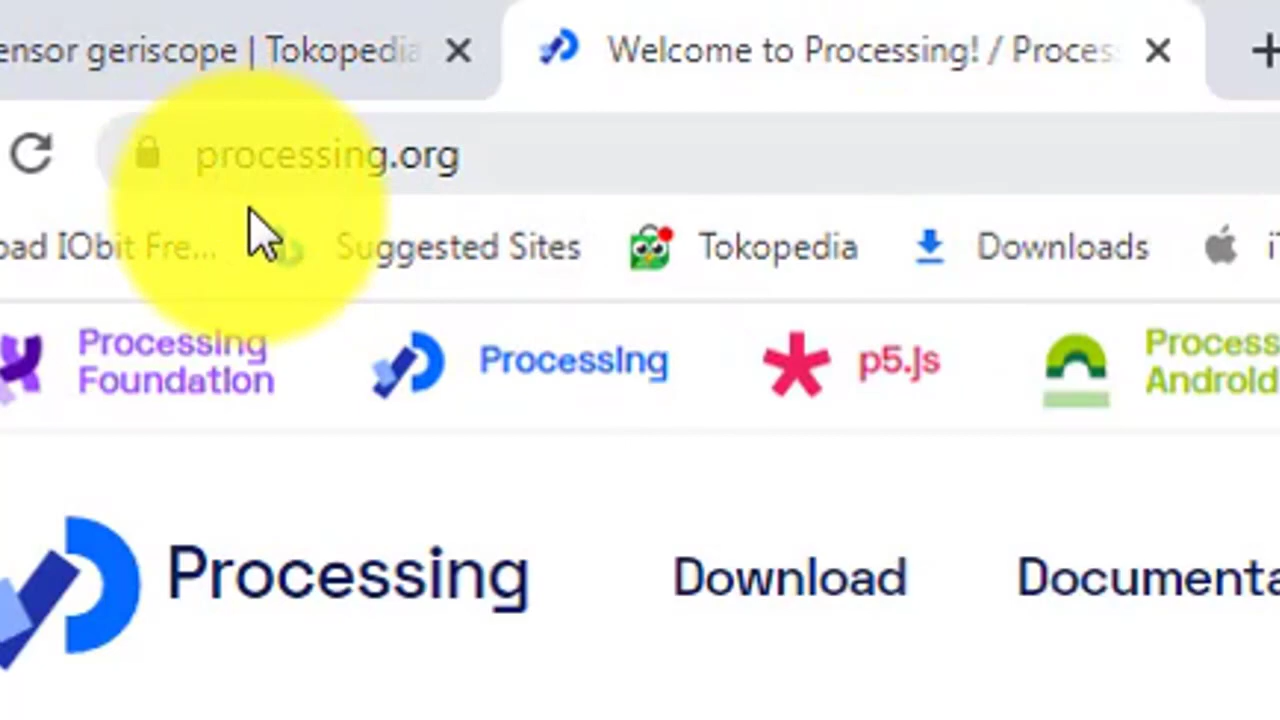 ensor geriscope | Tokopedia
Welcome to Processing! / Proces
processing.org
oad IObit Fre...
Suggested Sites
Tokopedia
Downloads
Processing
Foundation
Processing
p5.js
Process
Android
Processing
Download
Documenta